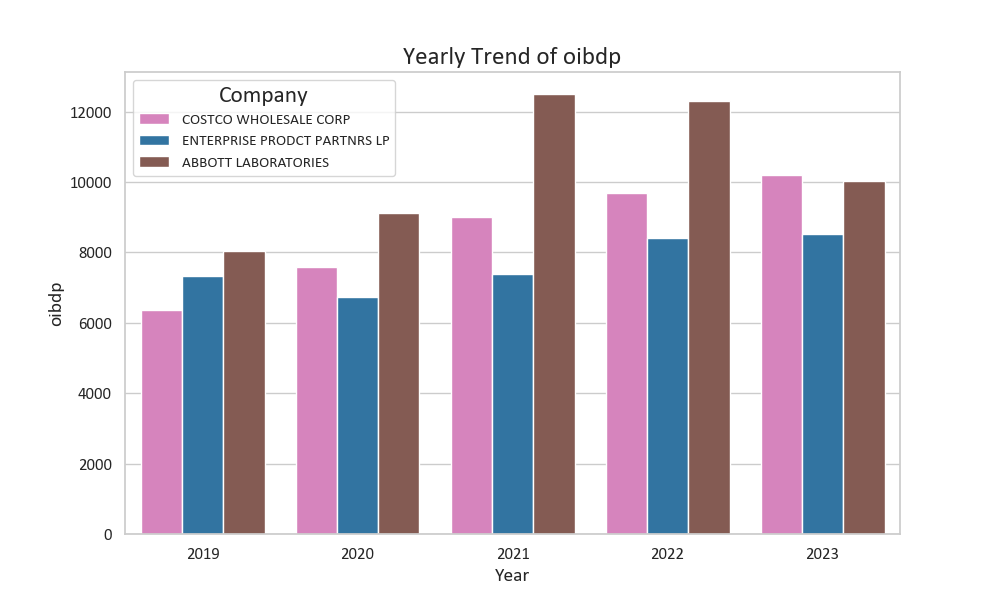 Yearly Trend of oibdp
Company
COSTCO WHOLESALE CORP
ENTERPRISE PRODCT PARTNRS LP
ABBOTT LABORATORIES
12000
10000
8000
6000
4000
2000
0
oibdp
2019 2020 2021 2022 2023
Year